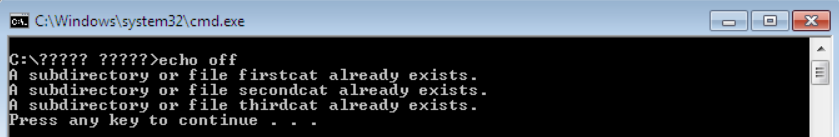 C:\Windows\system32\cmd.exe
C:\????? ?????>echo off
A subdirectory or file firstcat already exists.
A subdirectory or file secondcat already exists.
A subdirectory or file thirdcat already exists.
Press any key to continue . . .